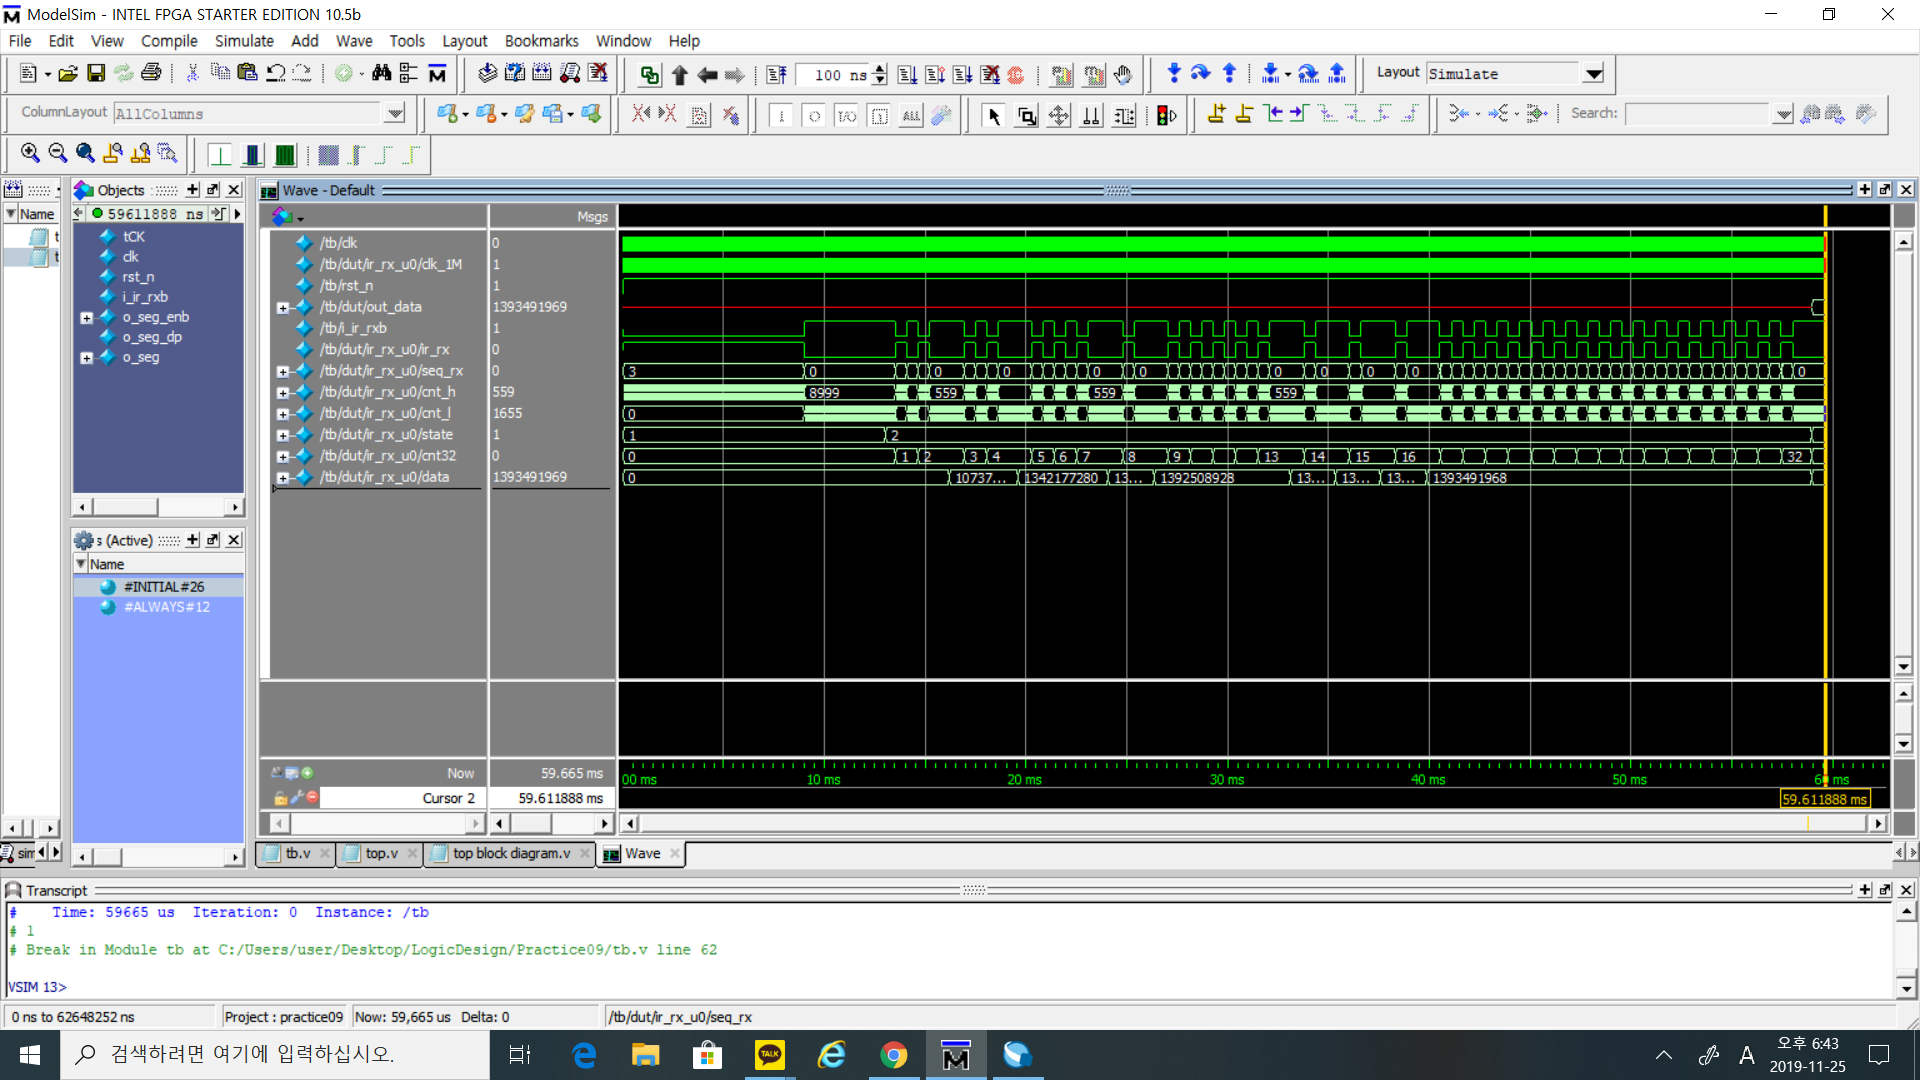 ModelSim - INTEL FPGA STARTER EDITION 10.5b
File Edit View Compile Simulate Add Wave Tools Layout Bookmarks Window Help
100 ns
Layout Simulate
ColumnLayout AllColumns
Search:
Objects
Wave - Default
Name
59611888 ns
Msgs
tCK
clk
rst_n
i_ir_rxb
o_seg_enb
o_seg_dp
o_seg
/tb/clk 0
/tb/dut/ir_rx_u0/clk_1M 1
/tb/rst_n 1
/tb/dut/out_data 1393491969
/tb/i_ir_rxb 1
/tb/dut/ir_rx_u0/ir_rx 0
/tb/dut/ir_rx_u0/seq_rx 0 3 0 0 0 0 0 0 0 0 0 0
/tb/dut/ir_rx_u0/cnt_h 559 8999 559 559 559
/tb/dut/ir_rx_u0/cnt_l 1655 0
/tb/dut/ir_rx_u0/state 1 1 2
/tb/dut/ir_rx_u0/cnt32 0 0 1 2 3 4 5 6 7 8 9 13 14 15 16 32
/tb/dut/ir_rx_u0/data 1393491969 0 10737... 1342177280 13... 1392508928 13... 13... 13... 1393491968
s (Active)
Name
#INITIAL#26
#ALWAYS#12
Now 59.665 ms 00 ms 10 ms 20 ms 30 ms 40 ms 50 ms 60 ms
Cursor 2 59.611888 ms 59.611888 ms
sim
tb.v top.v top block diagram.v Wave
Transcript
# Time: 59665 us Iteration: 0 Instance: /tb
# 1
# Break in Module tb at C:/Users/user/Desktop/LogicDesign/Practice09/tb.v line 62
VSIM 13>
0 ns to 62648252 ns Project : practice09 Now: 59,665 us Delta: 0 /tb/dut/ir_rx_u0/seq_rx
검색하려면 여기에 입력하십시오.
TALK
A
오후 6:43
2019-11-25